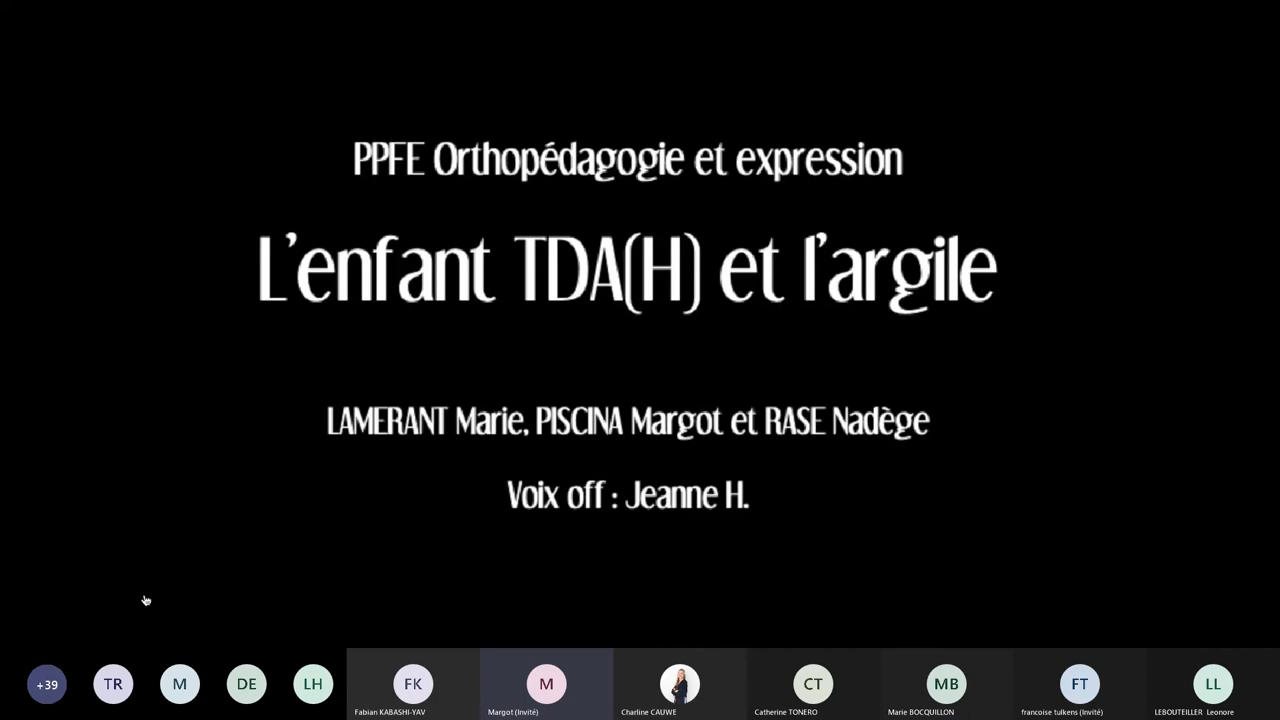 PPFE Orthopédagogie et expression
L'enfant TDA(H) et l'argile
LAMERANT Marie, PISCINA Margot et RASE Nadège
Voix off : Jeanne H.
+39
TR
M
DE
LH
FK
M
CT
MB
FT
LL
Fabian KABASHI-YAV
Margot (Invité)
Charline CAUWE
Catherine TONERO
Marie BOCQUILLON
francoise tulkens (Invité)
LEBOUTEILLER Leonore